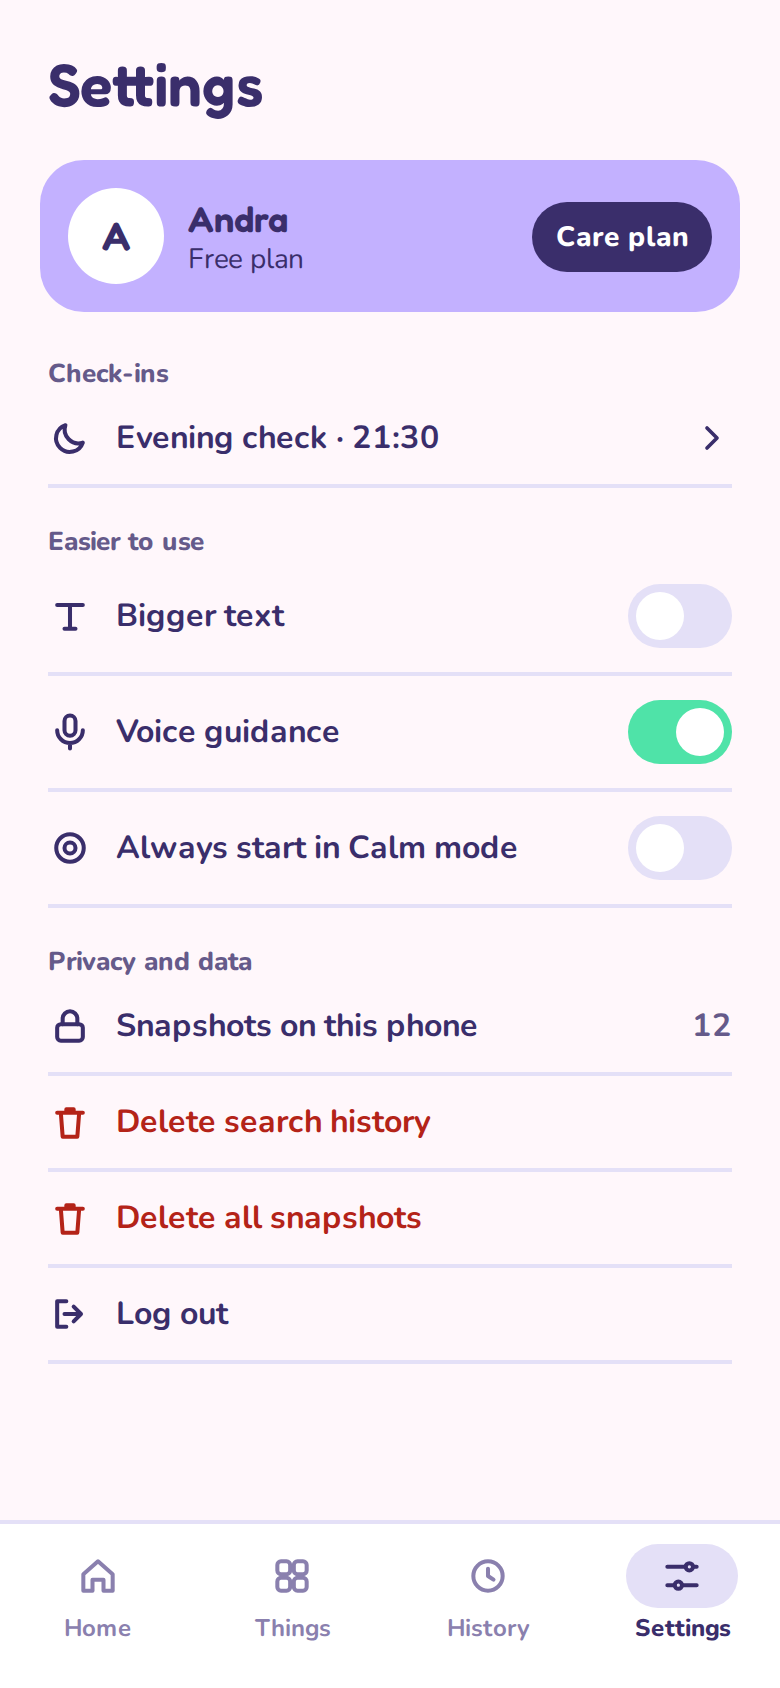 Settings
A
Andra
Free plan
Care plan
Check-ins
Evening check · 21:30
Easier to use
Bigger text
Voice guidance
Always start in Calm mode
Privacy and data
Snapshots on this phone 12
Delete search history
Delete all snapshots
Log out
Home Things History Settings